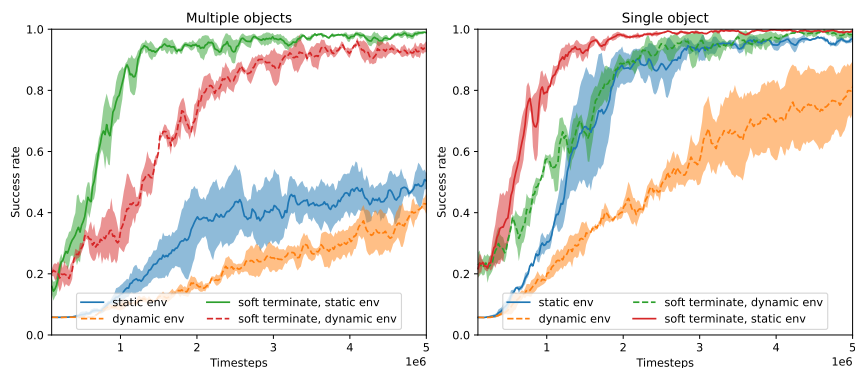 Multiple objects
Success rate
1.0
0.8
0.6
0.4
0.2
0.0
static env
dynamic env
soft terminate, static env
soft terminate, dynamic env
1
2
3
4
5
Timesteps
1e6
Single object
Success rate
1.0
0.8
0.6
0.4
0.2
0.0
static env
dynamic env
soft terminate, dynamic env
soft terminate, static env
1
2
3
4
5
Timesteps
1e6